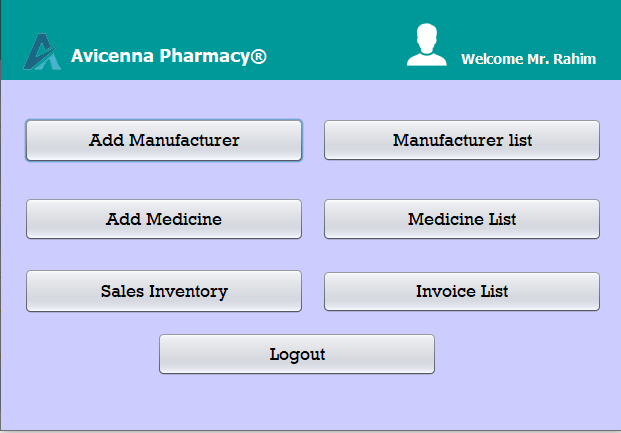 Avicenna Pharmacy®
Welcome Mr. Rahim
Add Manufacturer
Manufacturer list
Add Medicine
Medicine List
Sales Inventory
Invoice List
Logout